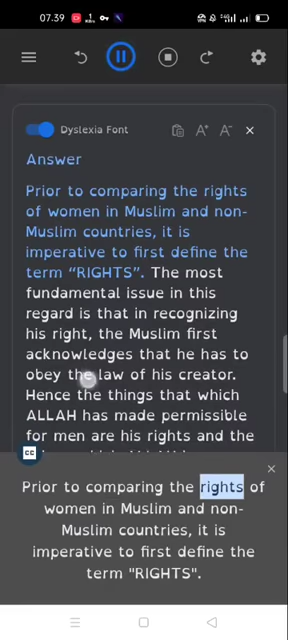 07.39
Dyslexia Font
A+
A-
Answer
Prior to comparing the rights
of women in Muslim and non-
Muslim countries, it is
imperative to first define the
term “RIGHTS”. The most
fundamental issue in this
regard is that in recognizing
his right, the Muslim first
acknowledges that he has to
obey the law of his creator.
Hence the things that which
ALLAH has made permissible
for men are his rights and the
CC
Prior to comparing the rights of
women in Muslim and non-
Muslim countries, it is
imperative to first define the
term "RIGHTS".